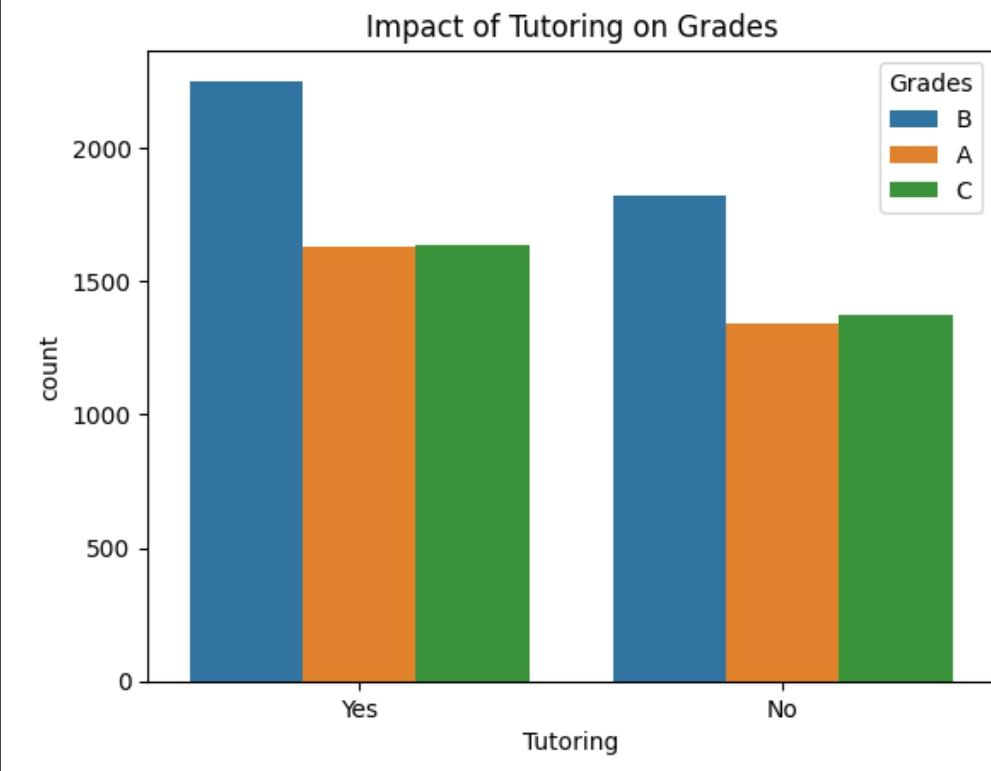 Impact of Tutoring on Grades
Grades
B
A
C
2000
1500
1000
500
0
count
Yes
No
Tutoring